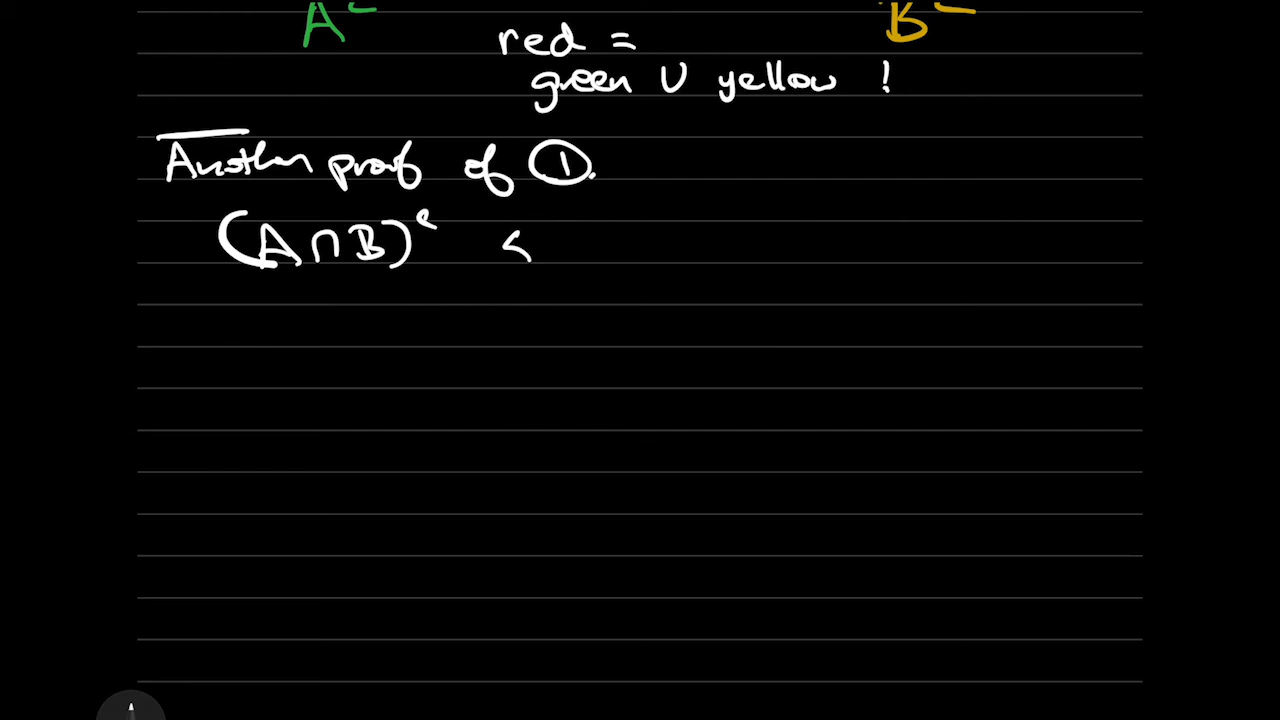 A^c B^c
red =
green ∪ yellow !
Another proof of ①.
(A∩B)^c <